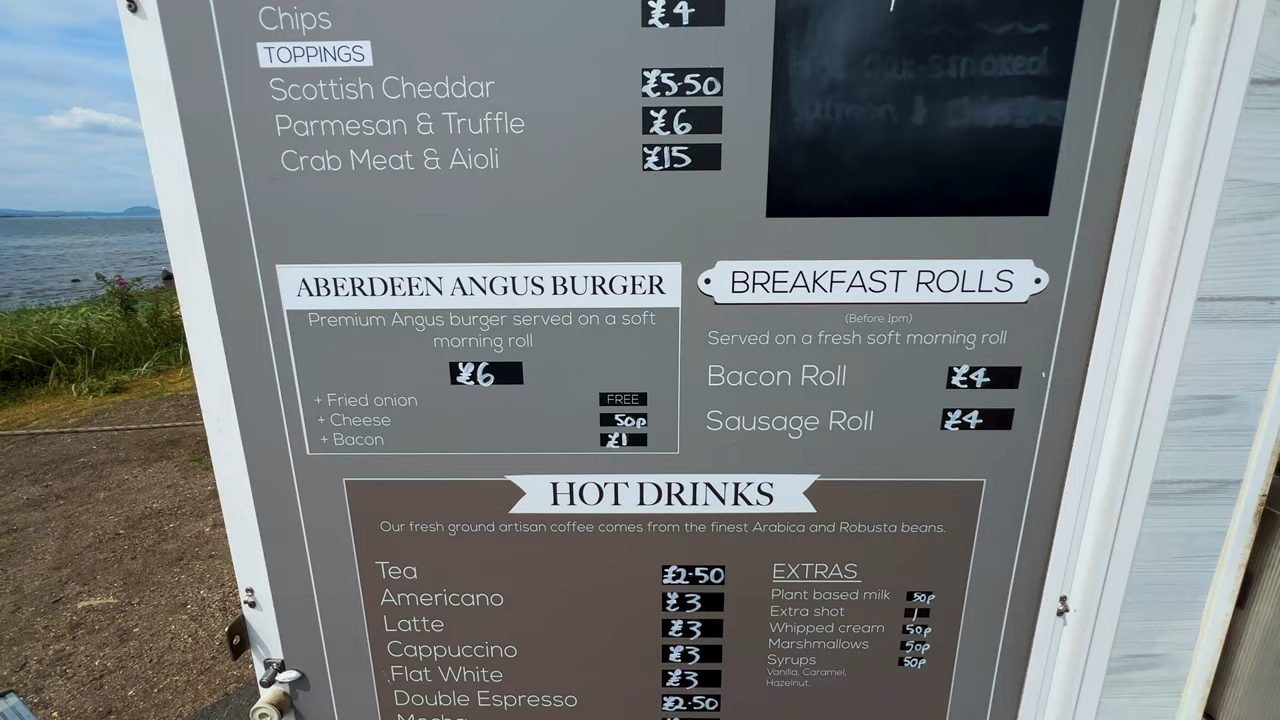 Chips £4
TOPPINGS
Scottish Cheddar £5.50
Parmesan & Truffle £6
Crab Meat & Aioli £15
Oak-smoked
& 
ABERDEEN ANGUS BURGER
Premium Angus burger served on a soft
morning roll
£6
+ Fried onion FREE
+ Cheese 50p
+ Bacon £1
BREAKFAST ROLLS
(Before 1pm)
Served on a fresh soft morning roll
Bacon Roll £4
Sausage Roll £4
HOT DRINKS
Our fresh ground artisan coffee comes from the finest Arabica and Robusta beans.
Tea £2.50
Americano £3
Latte £3
Cappuccino £3
Flat White £3
Double Espresso £2.50
Mocha
EXTRAS
Plant based milk 50p
Extra shot
Whipped cream 50p
Marshmallows 50p
Syrups 50p
Vanilla, Caramel,
Hazelnut,